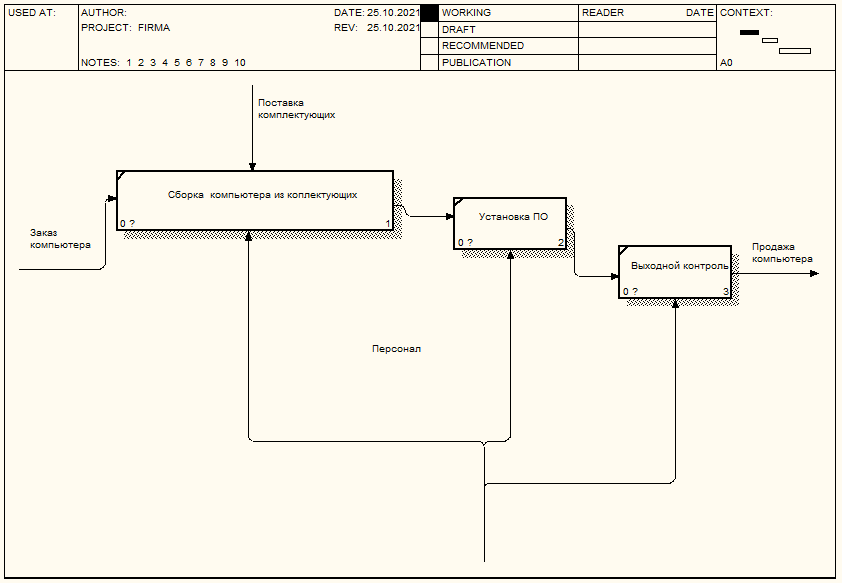 USED AT:
AUTHOR:
DATE: 25.10.2021
WORKING
READER
DATE
CONTEXT:
PROJECT: FIRMA
REV: 25.10.2021
DRAFT
RECOMMENDED
NOTES: 1 2 3 4 5 6 7 8 9 10
PUBLICATION
A0
Поставка
комплектующих
Сборка компьютера из коплектующих
0 ?
1
Заказ
компьютера
Установка ПО
0 ?
2
Выходной контроль
0 ?
3
Продажа
компьютера
Персонал